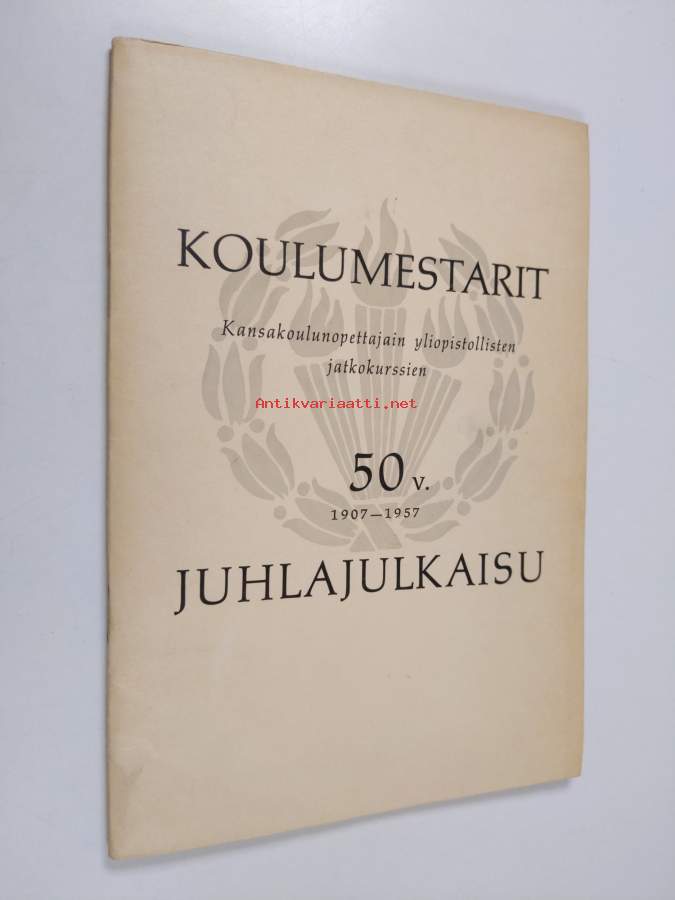 KOULUMESTARIT
Kansakoulunopettajain yliopistollisten
jatkokurssien
Antikvariaatti.net
50 v.
1907—1957
JUHLAJULKAISU